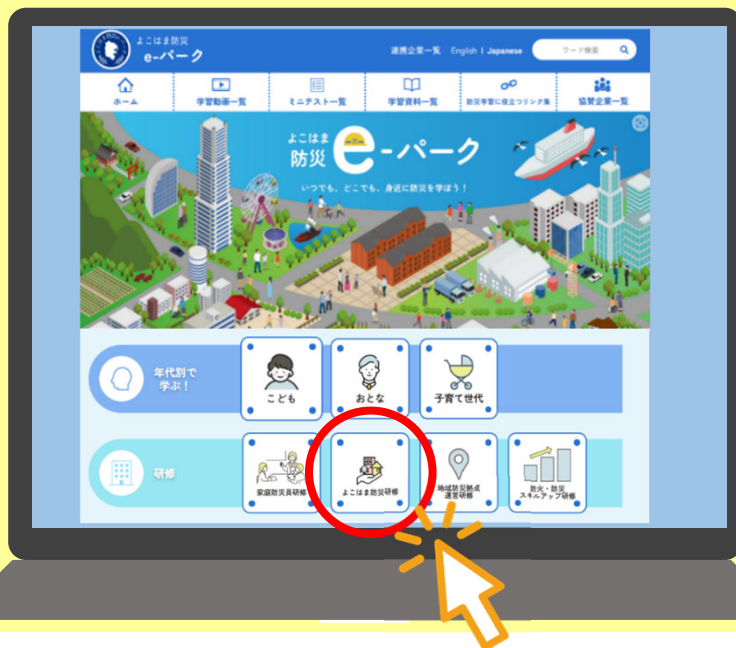 よこはま防災
e-パーク
連携企業一覧 English | Japanese ワード検索
ホーム 学習動画一覧 ミニテスト一覧 学習資料一覧 防災学習に役立つリンク集 協賛企業一覧
よこはま
防災 e-パーク
いつでも、どこでも、身近に防災を学ぼう！
年代別で
学ぶ！
こども おとな 子育て世代
研修
家庭防災員研修 よこはま防災研修 地域防災拠点
運営研修 防火・防災
スキルアップ研修